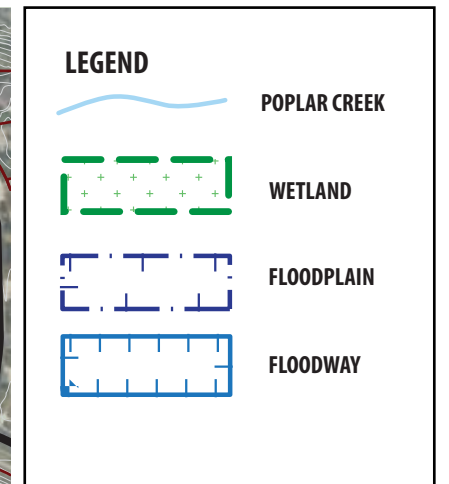 LEGEND
POPLAR CREEK
WETLAND
FLOODPLAIN
FLOODWAY